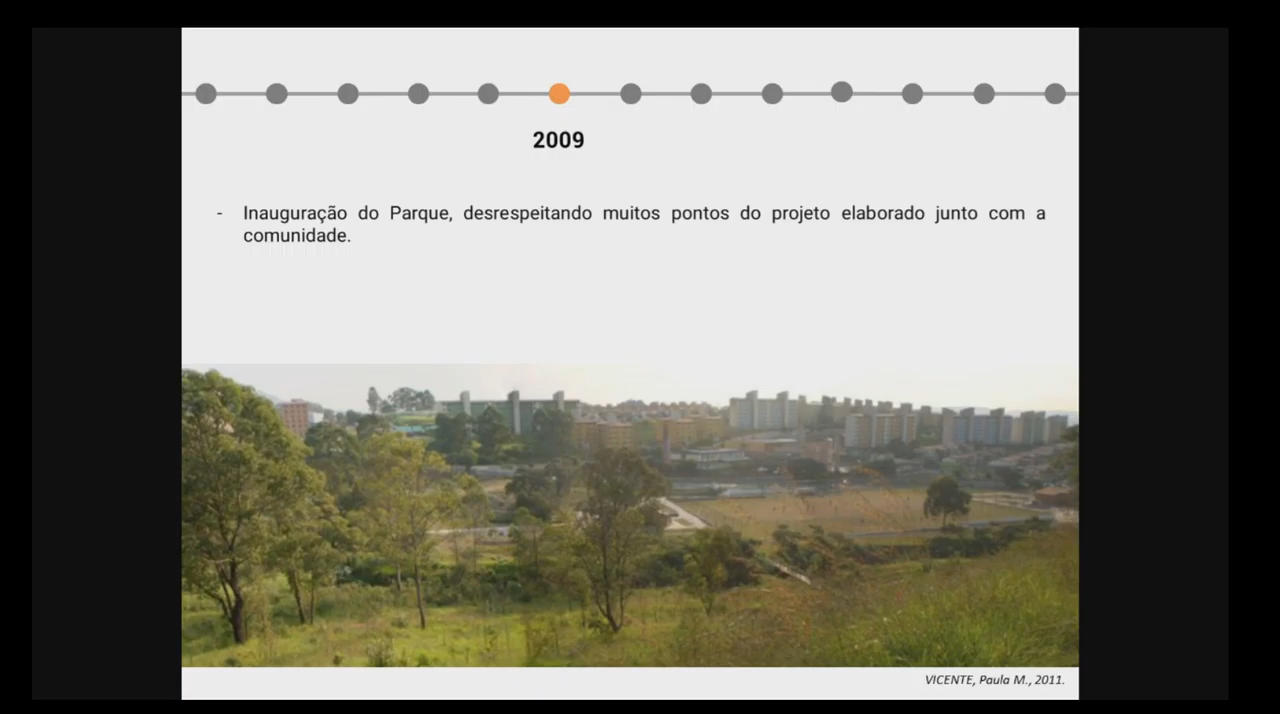 2009
- Inauguração do Parque, desrespeitando muitos pontos do projeto elaborado junto com a
comunidade.
VICENTE, Paula M., 2011.